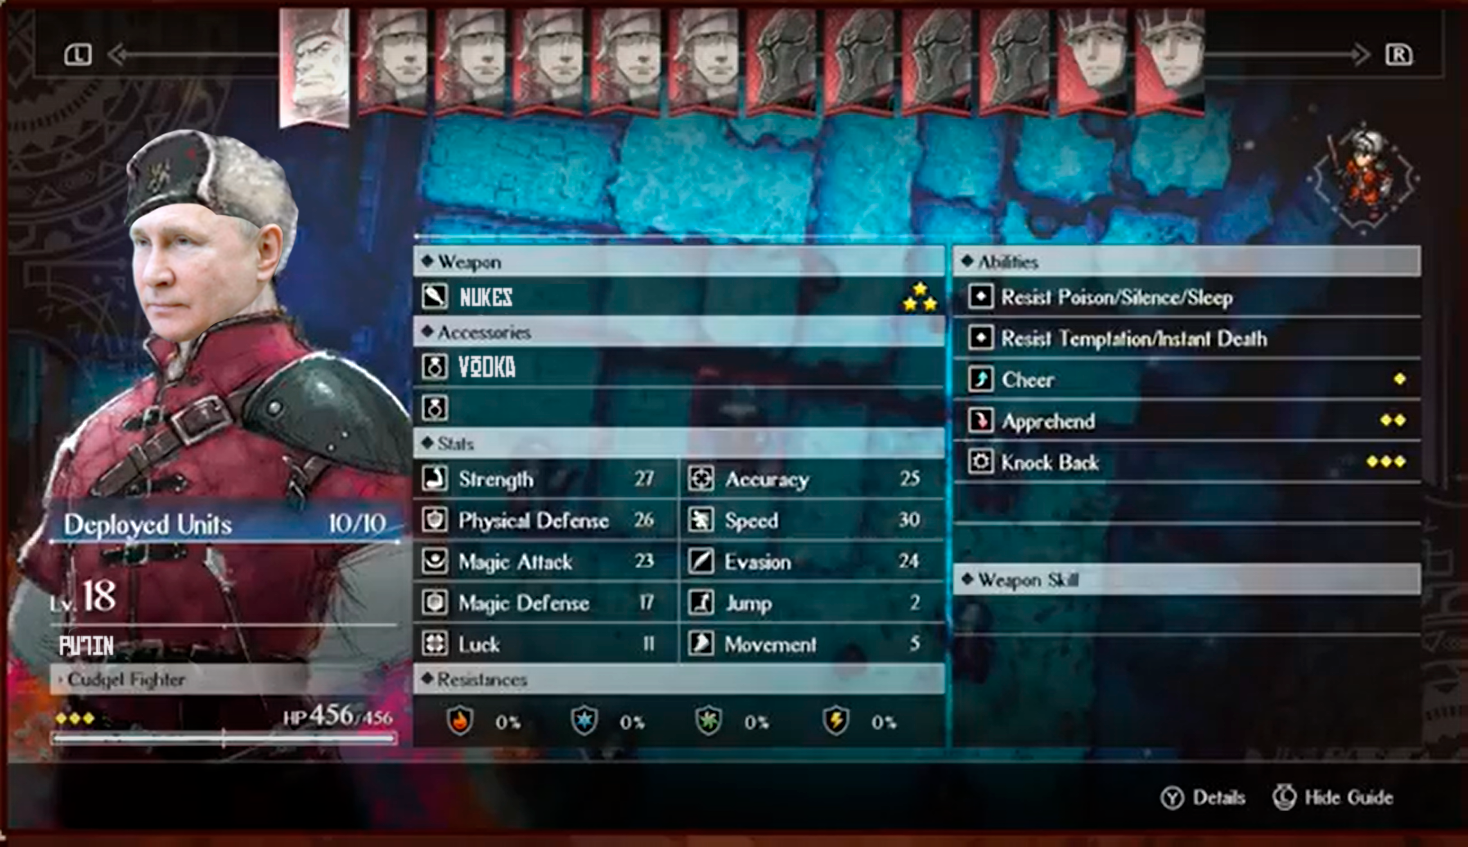 L
R
Weapon
NUKES
Accessories
VŌDKA
Stats
Strength 27
Accuracy 25
Physical Defense 26
Speed 30
Magic Attack 23
Evasion 24
Magic Defense 17
Jump 2
Luck 11
Movement 5
Resistances
0% 0% 0% 0%
Abilities
Resist Poison/Silence/Sleep
Resist Temptation/Instant Death
Cheer
Apprehend
Knock Back
Weapon Skill
Deployed Units 10/10
Lv. 18
PUTIN
Cudgel Fighter
HP 456/456
Y Details
L Hide Guide